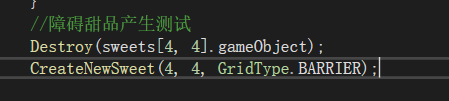 }
//障碍甜品产生测试
Destroy(sweets[4, 4].gameObject);
CreateNewSweet(4, 4, GridType.BARRIER);